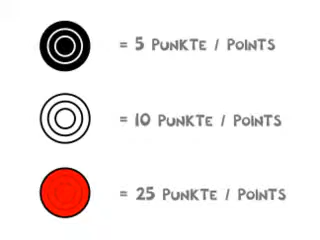 = 5 PUNKTE / POINTS
= 10 PUNKTE / POINTS
= 25 PUNKTE / POINTS